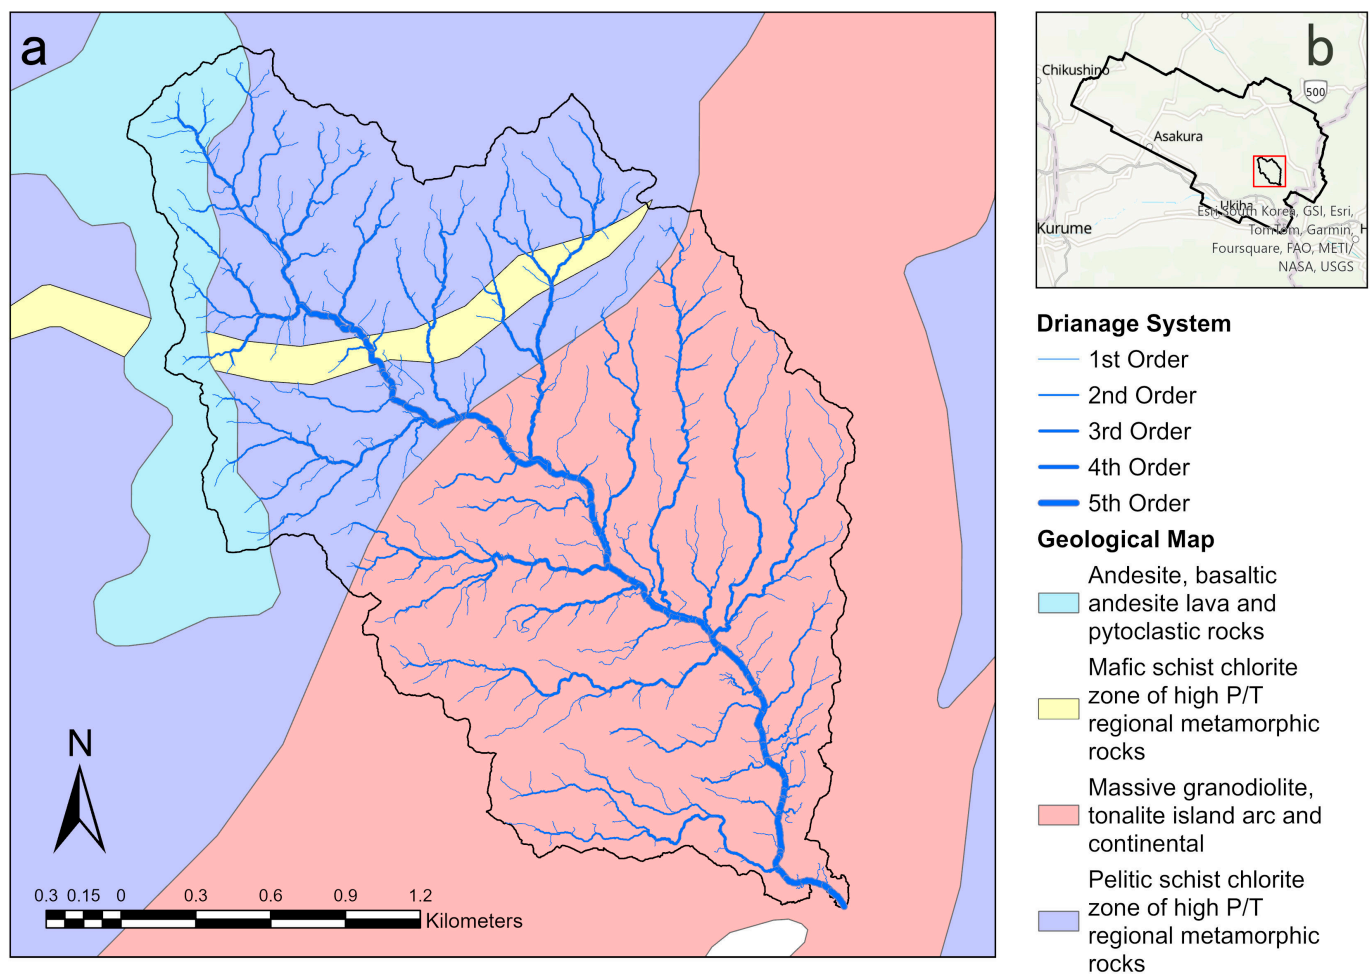 a
N
0.3 0.15 0 0.3 0.6 0.9 1.2
Kilometers
b
Chikushino
500
Asakura
Ukiha
Kurume
H
Esri South Korea, GSI, Esri,
TomTom, Garmin,
Foursquare, FAO, METI/
NASA, USGS
Drianage System
1st Order
2nd Order
3rd Order
4th Order
5th Order
Geological Map
Andesite, basaltic
andesite lava and
pytoclastic rocks
Mafic schist chlorite
zone of high P/T
regional metamorphic
rocks
Massive granodiolite,
tonalite island arc and
continental
Pelitic schist chlorite
zone of high P/T
regional metamorphic
rocks